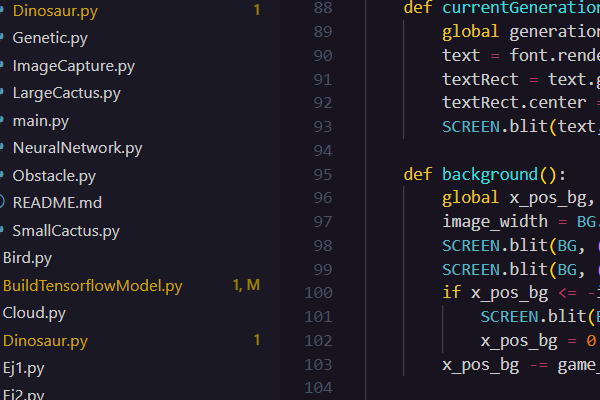 Dinosaur.py 1
Genetic.py
ImageCapture.py
LargeCactus.py
main.py
NeuralNetwork.py
Obstacle.py
README.md
SmallCactus.py
Bird.py
BuildTensorflowModel.py 1, M
Cloud.py
Dinosaur.py 1
Ej1.py
Ej2.py
88 def currentGeneration
89 global generation
90 text = font.rende
91 textRect = text.g
92 textRect.center =
93 SCREEN.blit(text,
94
95 def background():
96 global x_pos_bg,
97 image_width = BG.
98 SCREEN.blit(BG, (
99 SCREEN.blit(BG, (
100 if x_pos_bg <= -i
101 SCREEN.blit(B
102 x_pos_bg = 0
103 x_pos_bg -= game_
104